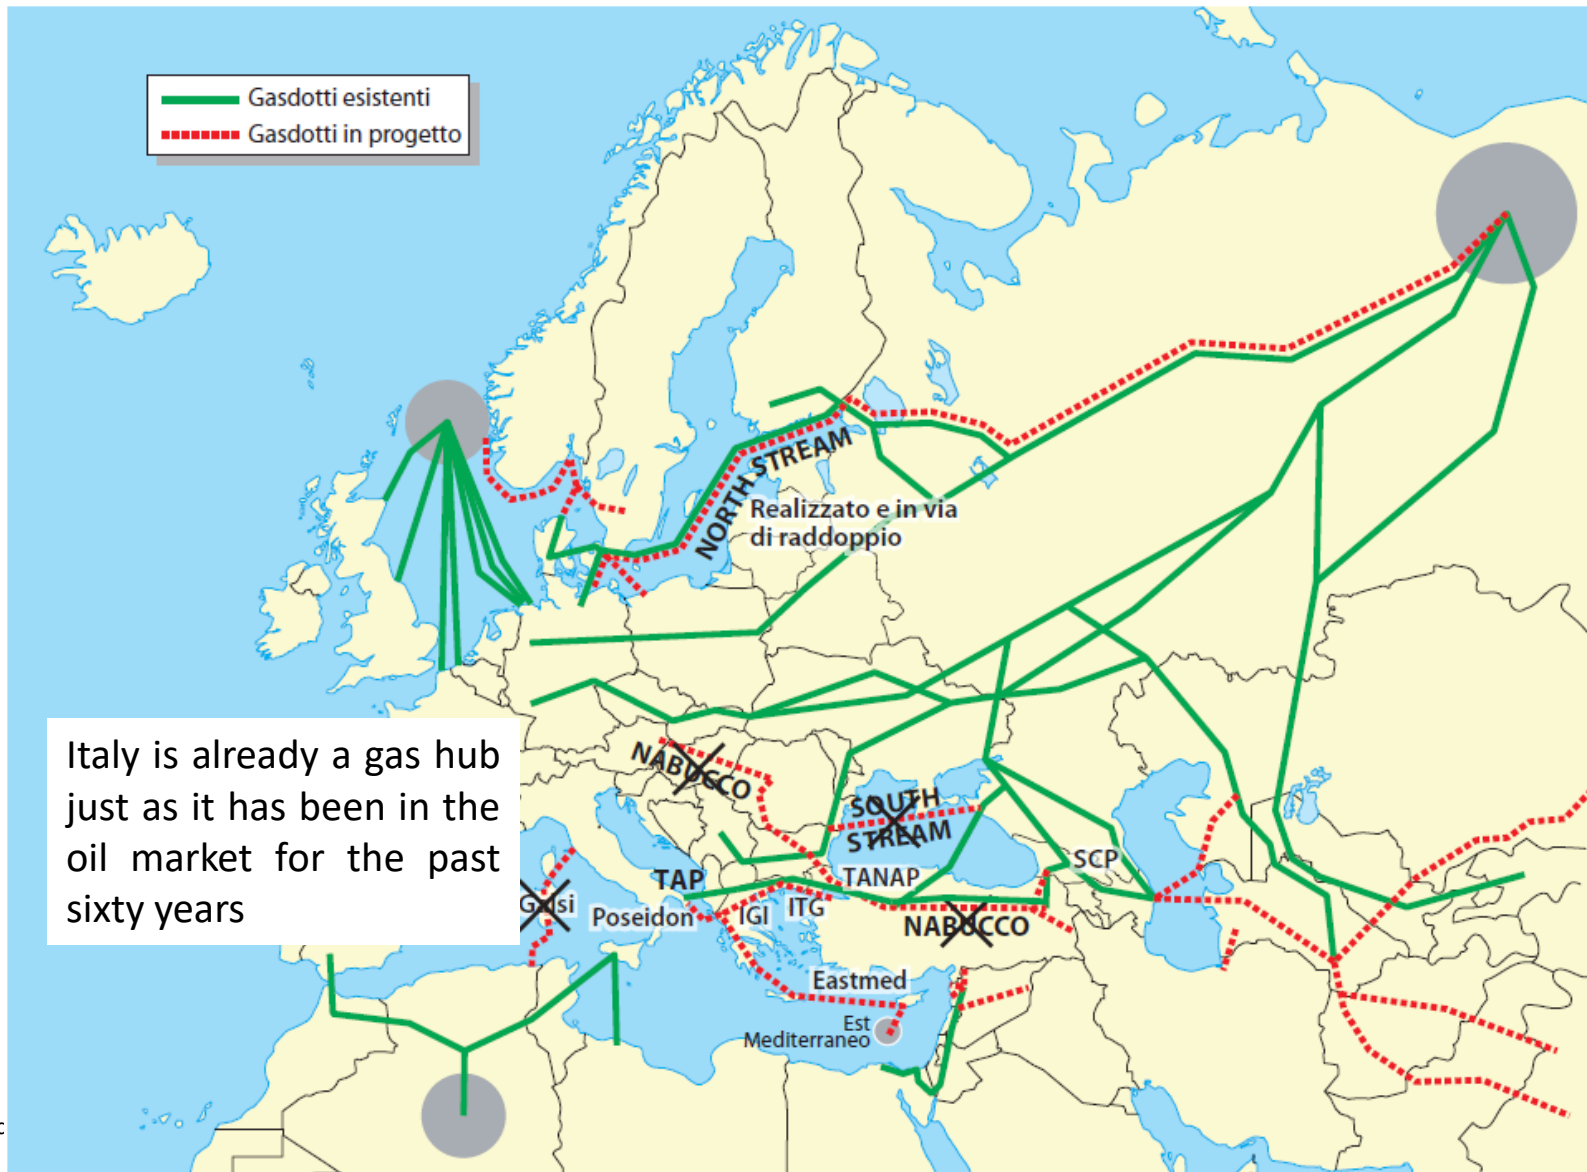 Gasdotti esistenti
Gasdotti in progetto
NORTH STREAM
Realizzato e in via
di raddoppio
Italy is already a gas hub
just as it has been in the
oil market for the past
sixty years
NABUCCO
SOUTH
STREAM
SCP
TAP
TANAP
Galsi
Poseidon
IGI
ITG
NABUCCO
Eastmed
Est
Mediterraneo